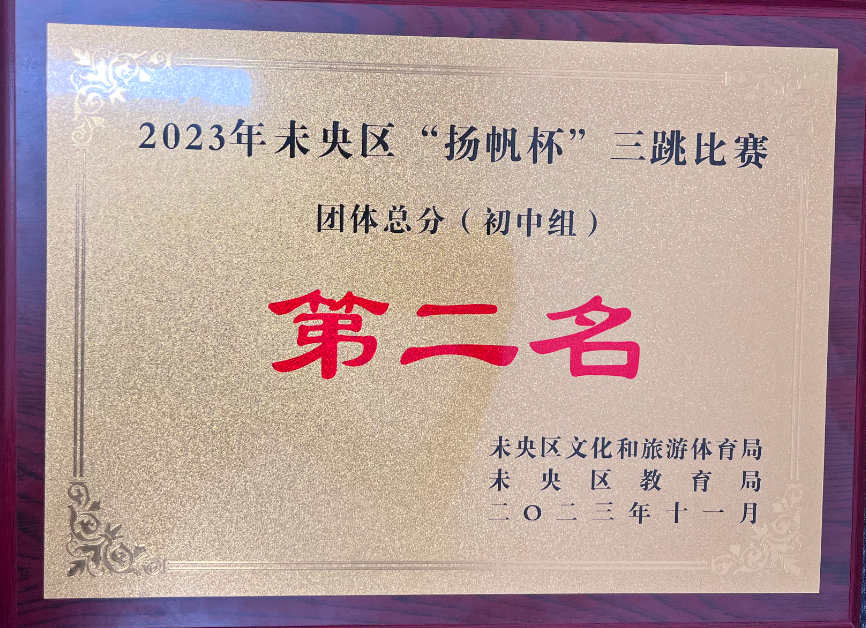 2023年未央区“扬帆杯”三跳比赛
团体总分（初中组）
第二名
未央区文化和旅游体育局
未央区教育局
二〇二三年十一月